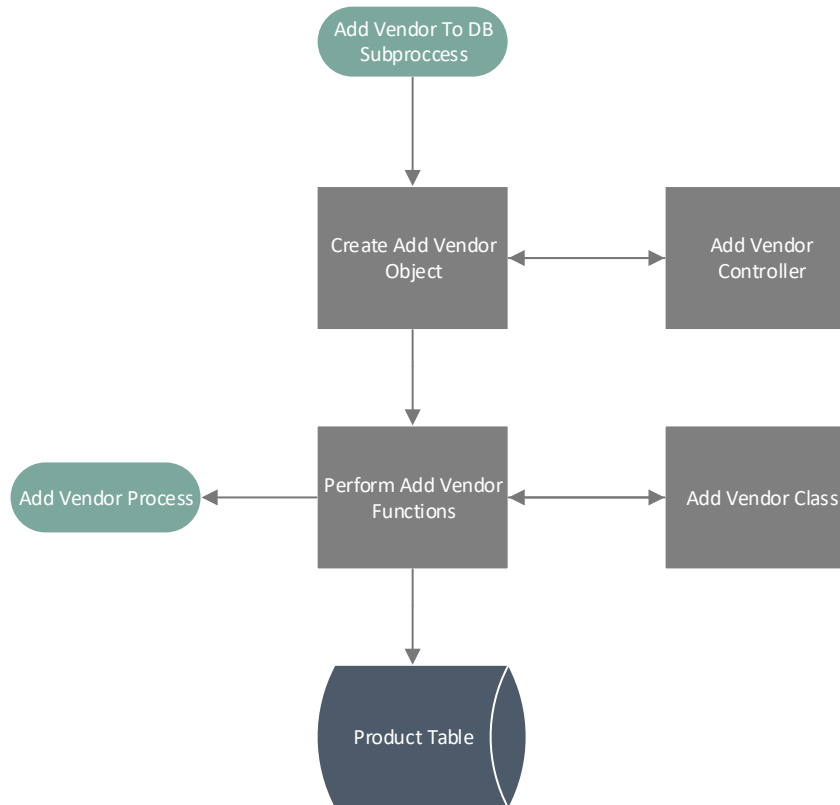 Add Vendor To DB
Subproccess
Create Add Vendor
Object
Add Vendor
Controller
Add Vendor Process
Perform Add Vendor
Functions
Add Vendor Class
Product Table